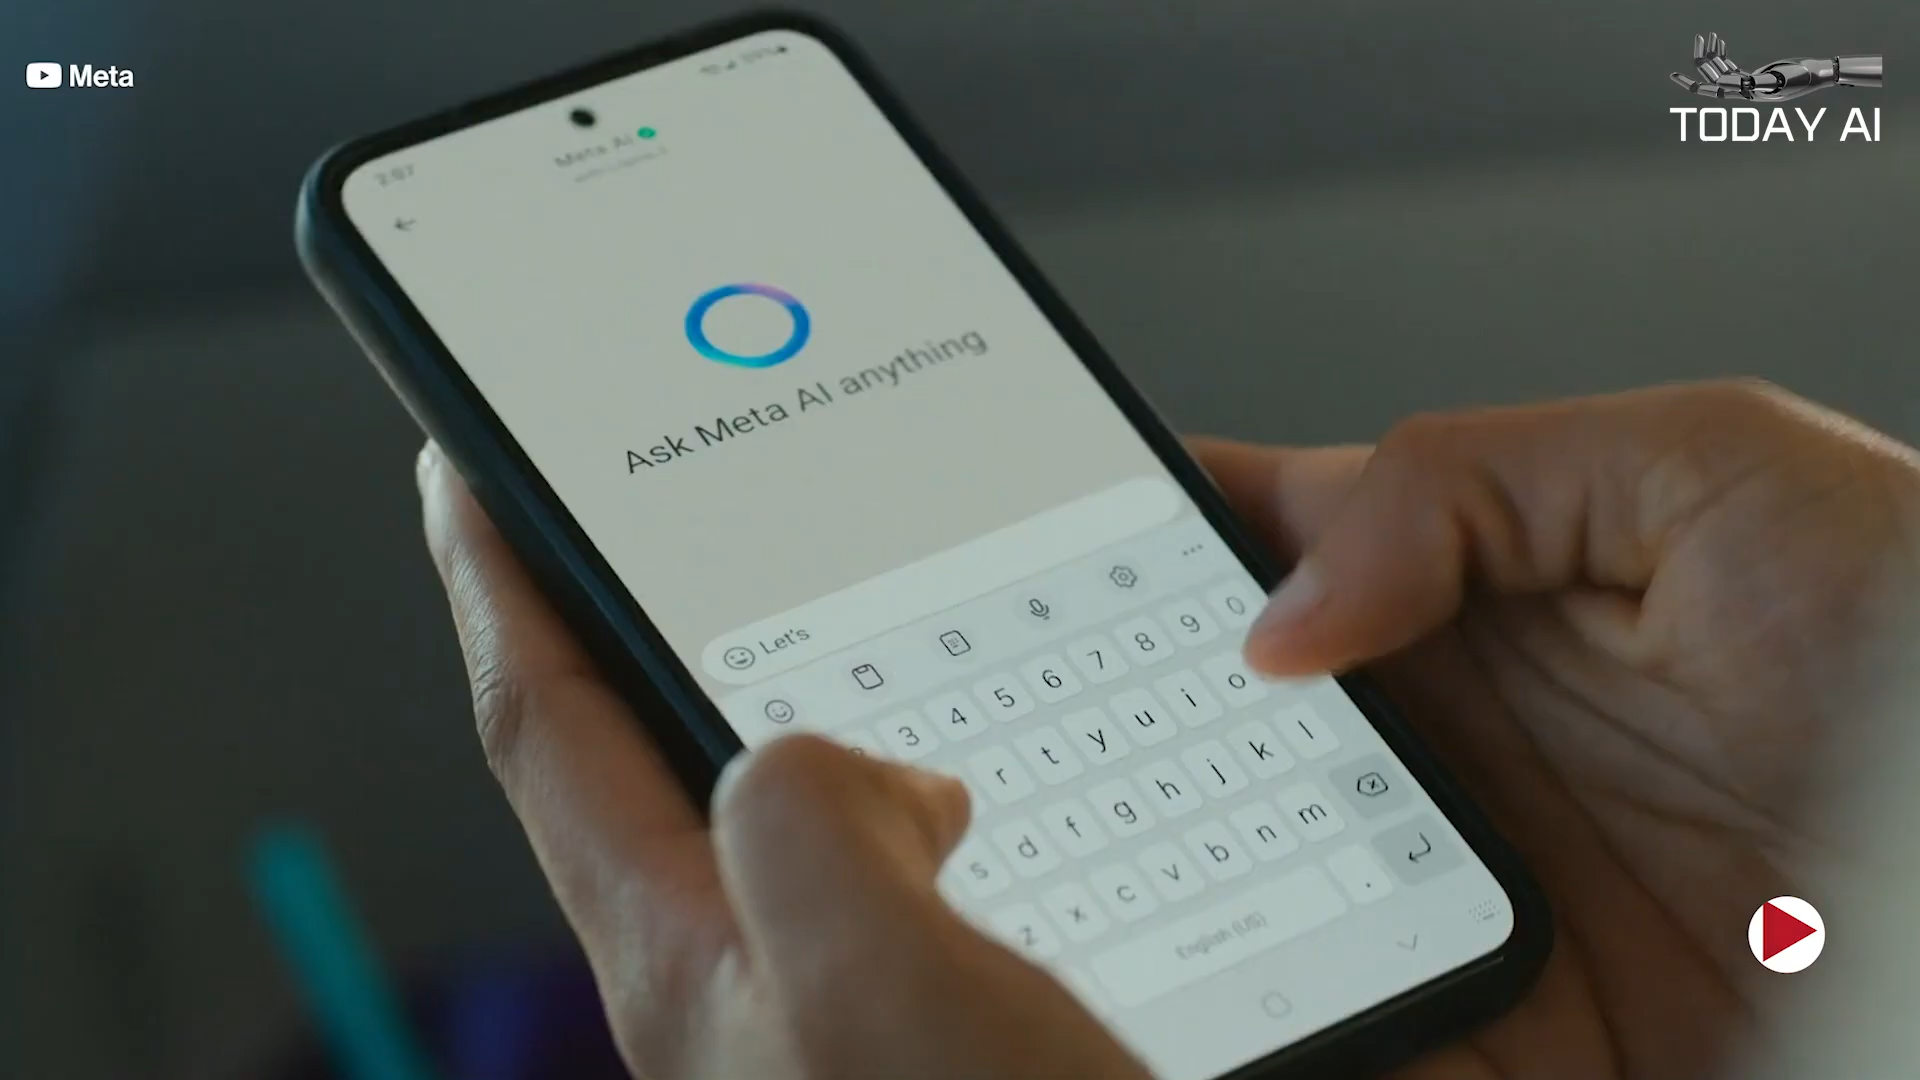 Meta
TODAY AI
2:07
Meta AI
Ask Meta AI anything
Let's
3 4 5 6 7 8 9 0
r t y u i o
s d f g h j k l
z x c v b n m
English (US) .